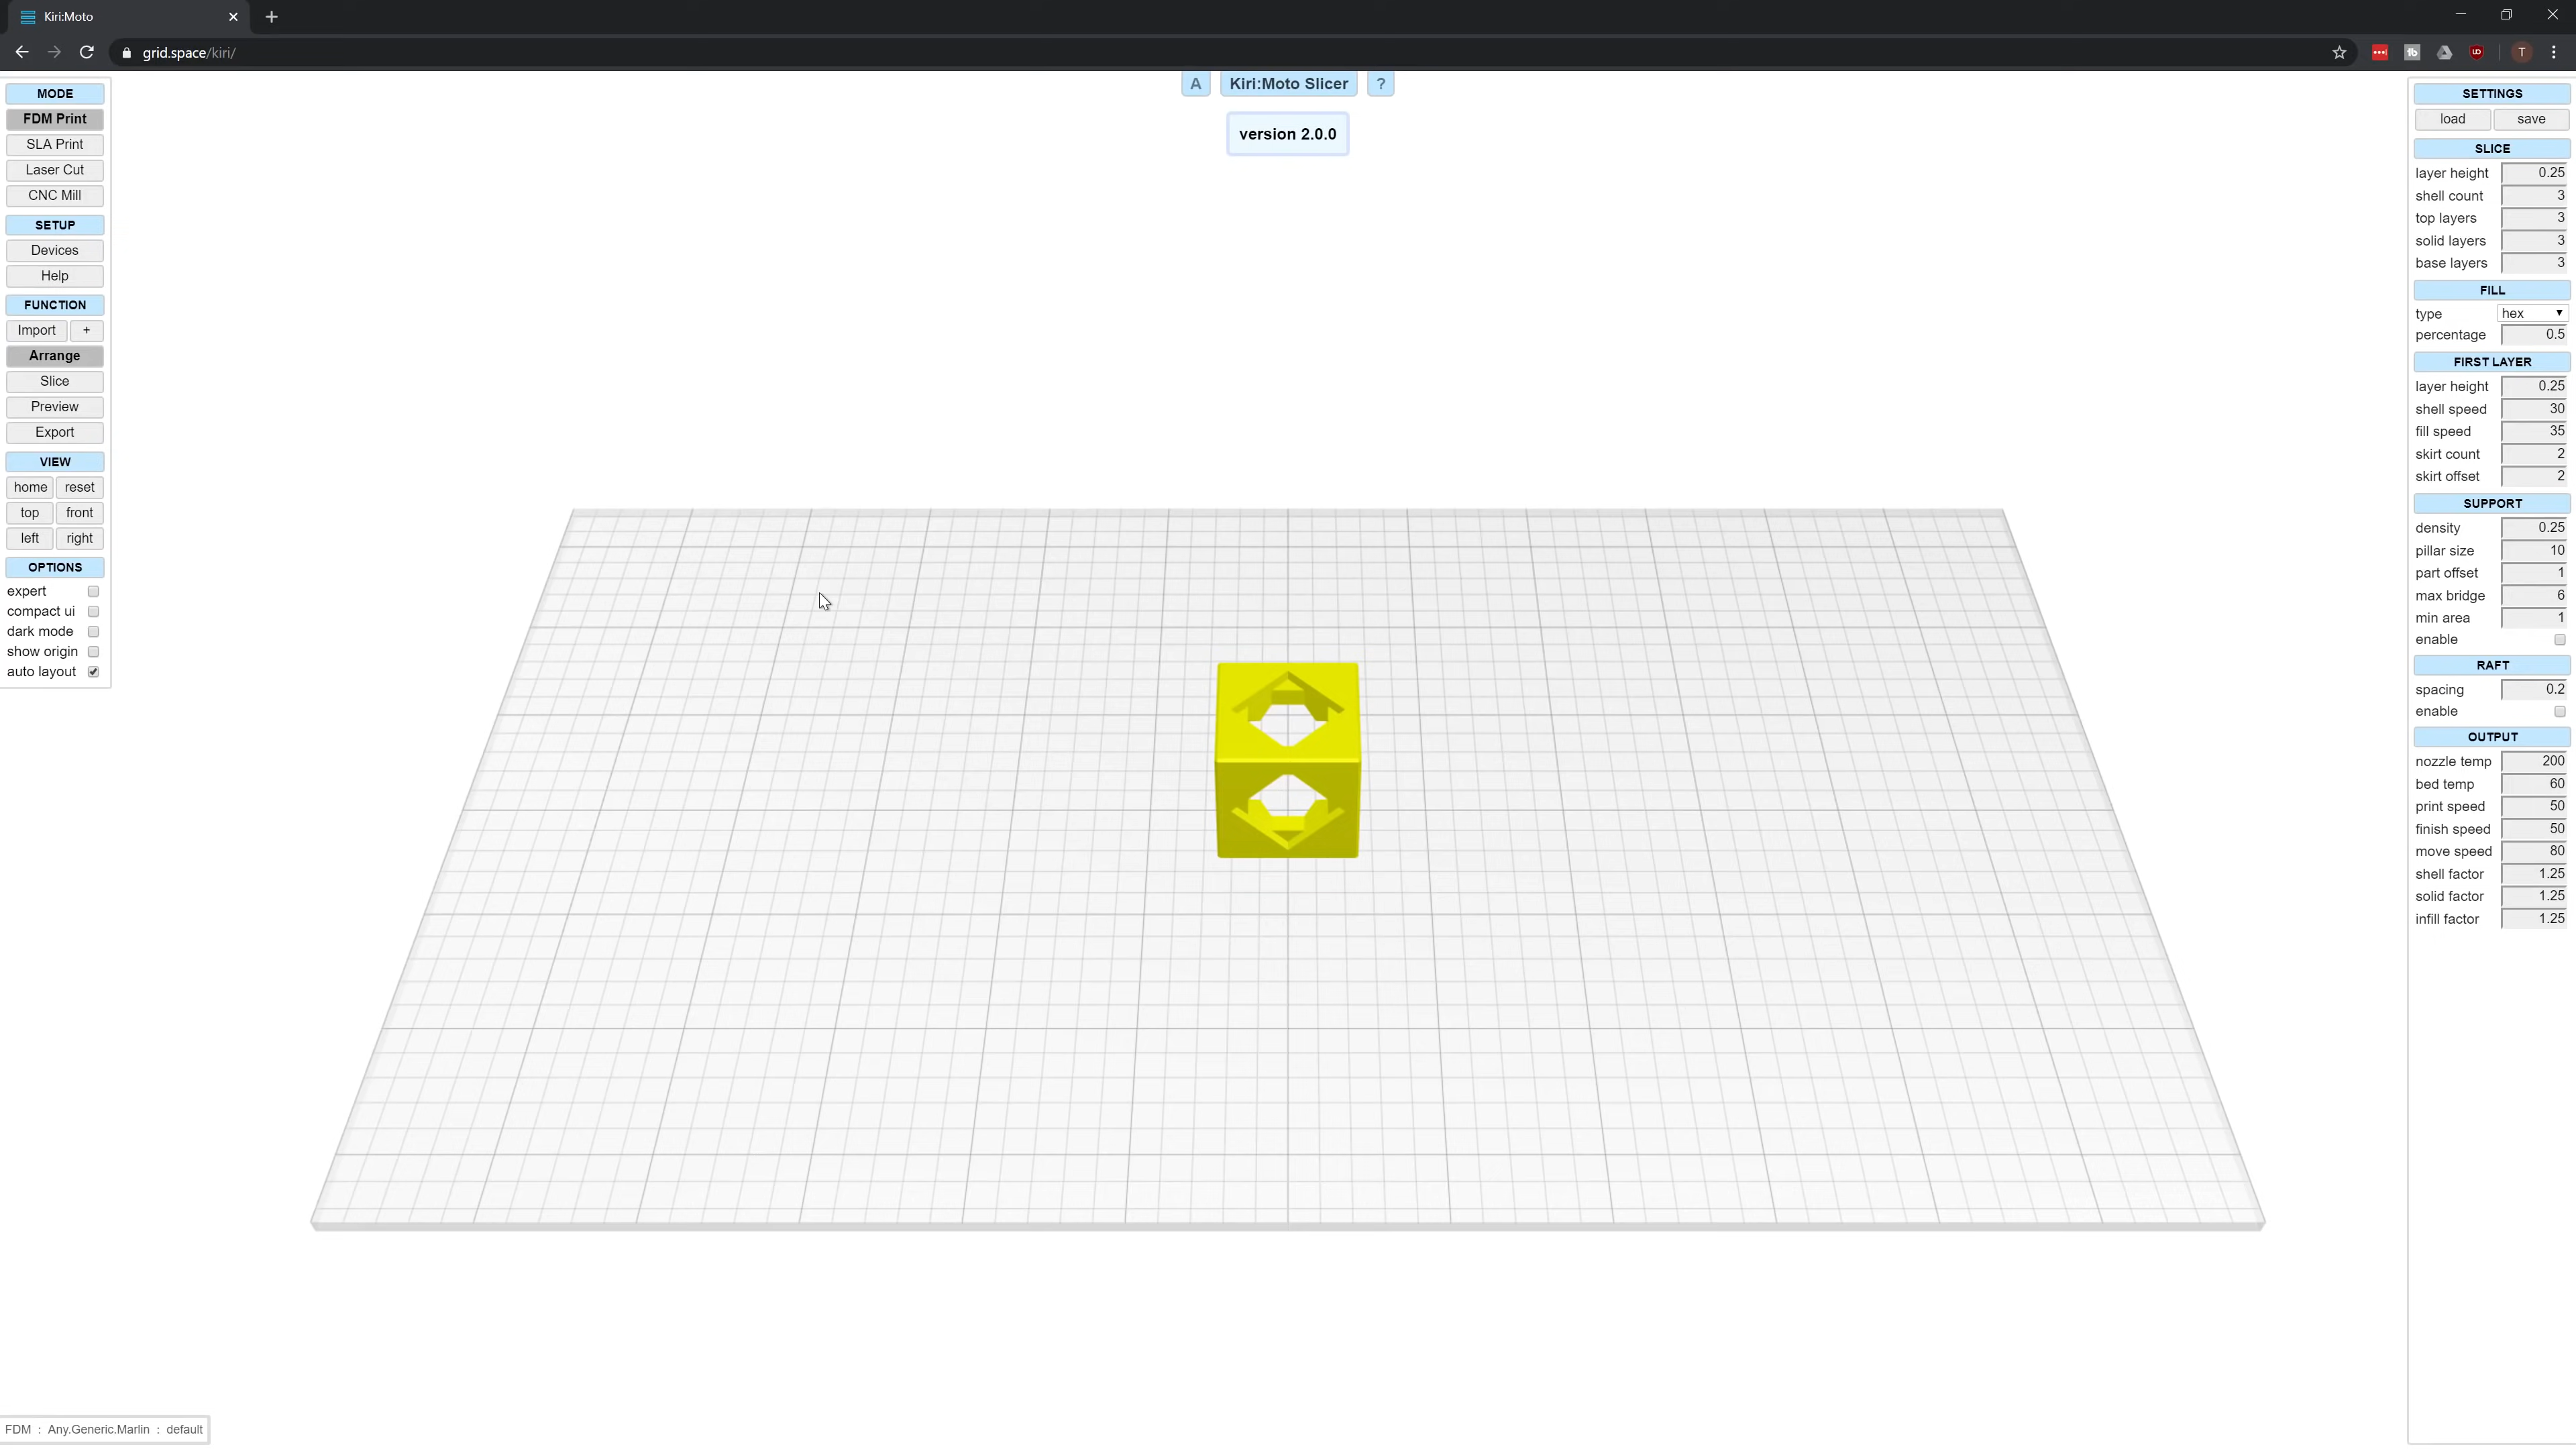 Kiri:Moto
grid.space/kiri/
T
A Kiri:Moto Slicer ?
version 2.0.0
MODE
FDM Print
SLA Print
Laser Cut
CNC Mill
SETUP
Devices
Help
FUNCTION
Import +
Arrange
Slice
Preview
Export
VIEW
home reset
top front
left right
OPTIONS
expert
compact ui
dark mode
show origin
auto layout
SETTINGS
load save
SLICE
layer height 0.25
shell count 3
top layers 3
solid layers 3
base layers 3
FILL
type hex
percentage 0.5
FIRST LAYER
layer height 0.25
shell speed 30
fill speed 35
skirt count 2
skirt offset 2
SUPPORT
density 0.25
pillar size 10
part offset 1
max bridge 6
min area 1
enable
RAFT
spacing 0.2
enable
OUTPUT
nozzle temp 200
bed temp 60
print speed 50
finish speed 50
move speed 80
shell factor 1.25
solid factor 1.25
infill factor 1.25
FDM : Any.Generic.Marlin : default